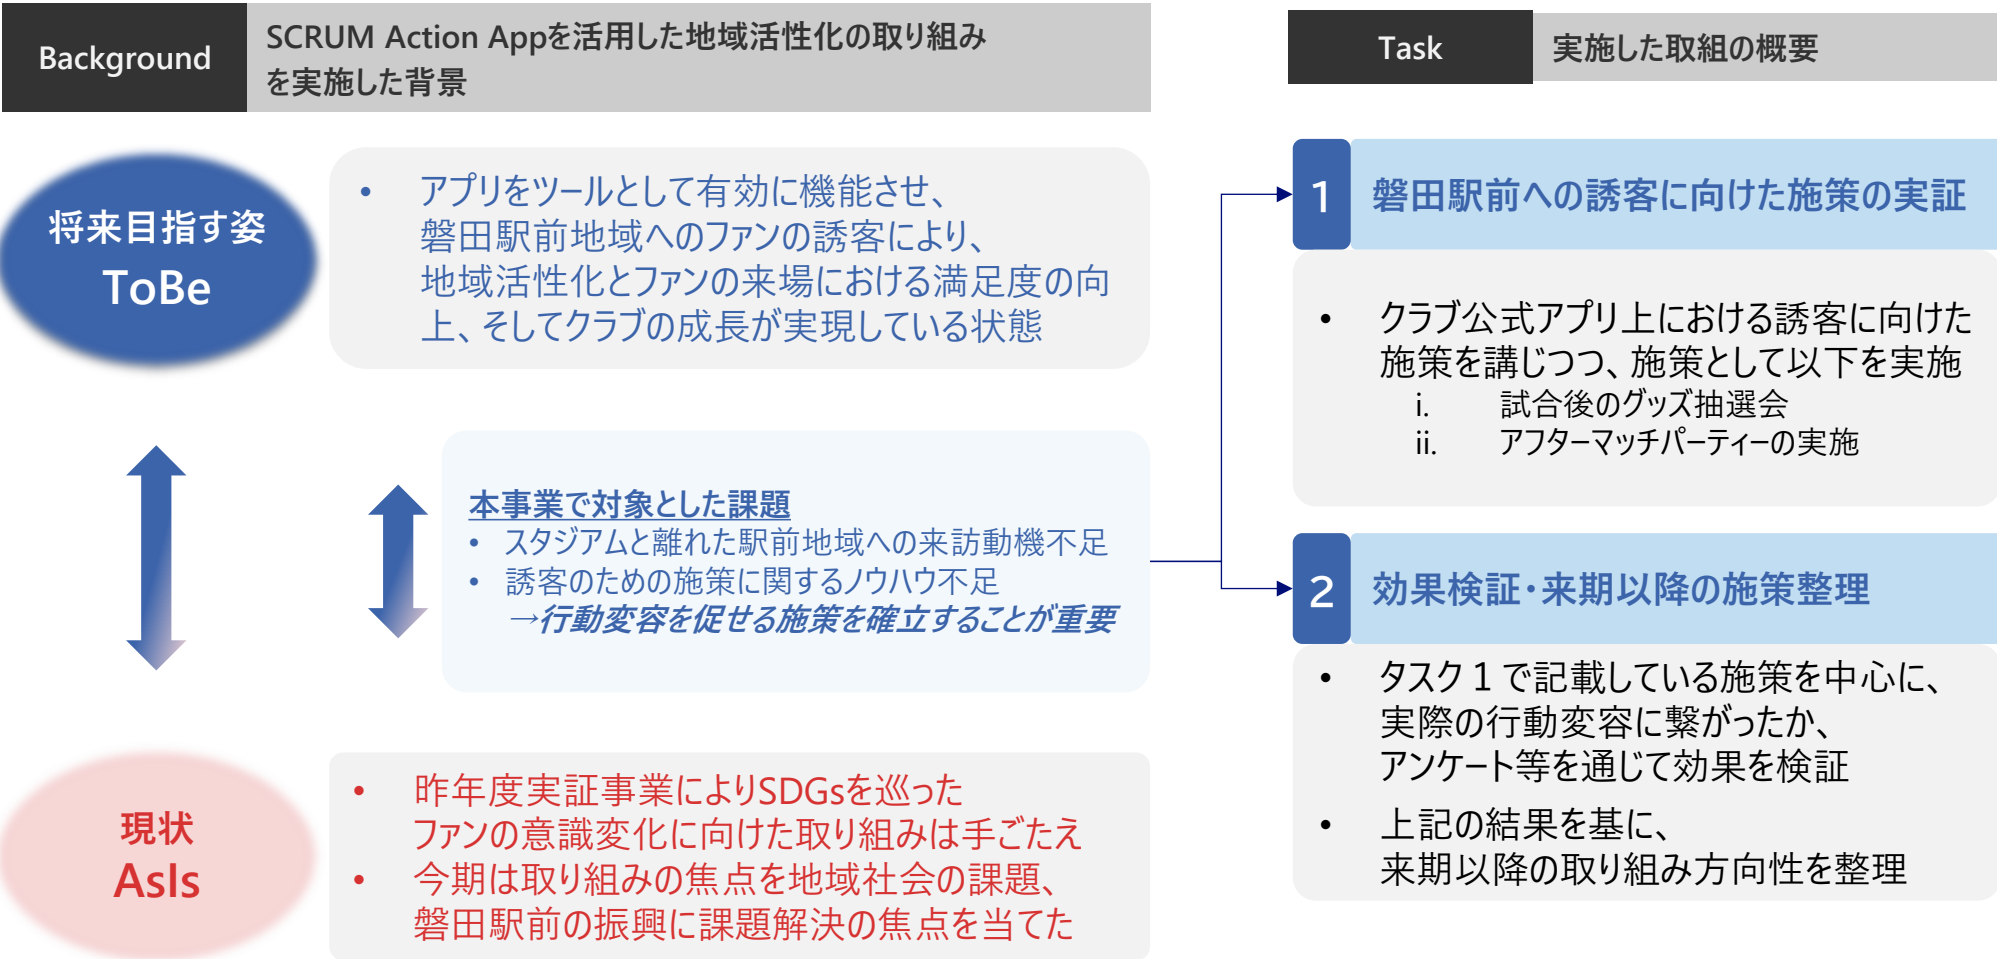 Background
SCRUM Action Appを活用した地域活性化の取り組み
を実施した背景
将来目指す姿
ToBe
• アプリをツールとして有効に機能させ、
磐田駅前地域へのファンの誘客により、
地域活性化とファンの来場における満足度の向
上、そしてクラブの成長が実現している状態
本事業で対象とした課題
• スタジアムと離れた駅前地域への来訪動機不足
• 誘客のための施策に関するノウハウ不足
→行動変容を促せる施策を確立することが重要
現状
AsIs
• 昨年度実証事業によりSDGsを巡った
ファンの意識変化に向けた取り組みは手ごたえ
• 今期は取り組みの焦点を地域社会の課題、
磐田駅前の振興に課題解決の焦点を当てた
Task
実施した取組の概要
1
磐田駅前への誘客に向けた施策の実証
• クラブ公式アプリ上における誘客に向けた
施策を講じつつ、施策として以下を実施
i. 試合後のグッズ抽選会
ii. アフターマッチパーティーの実施
2
効果検証・来期以降の施策整理
• タスク１で記載している施策を中心に、
実際の行動変容に繋がったか、
アンケート等を通じて効果を検証
• 上記の結果を基に、
来期以降の取り組み方向性を整理